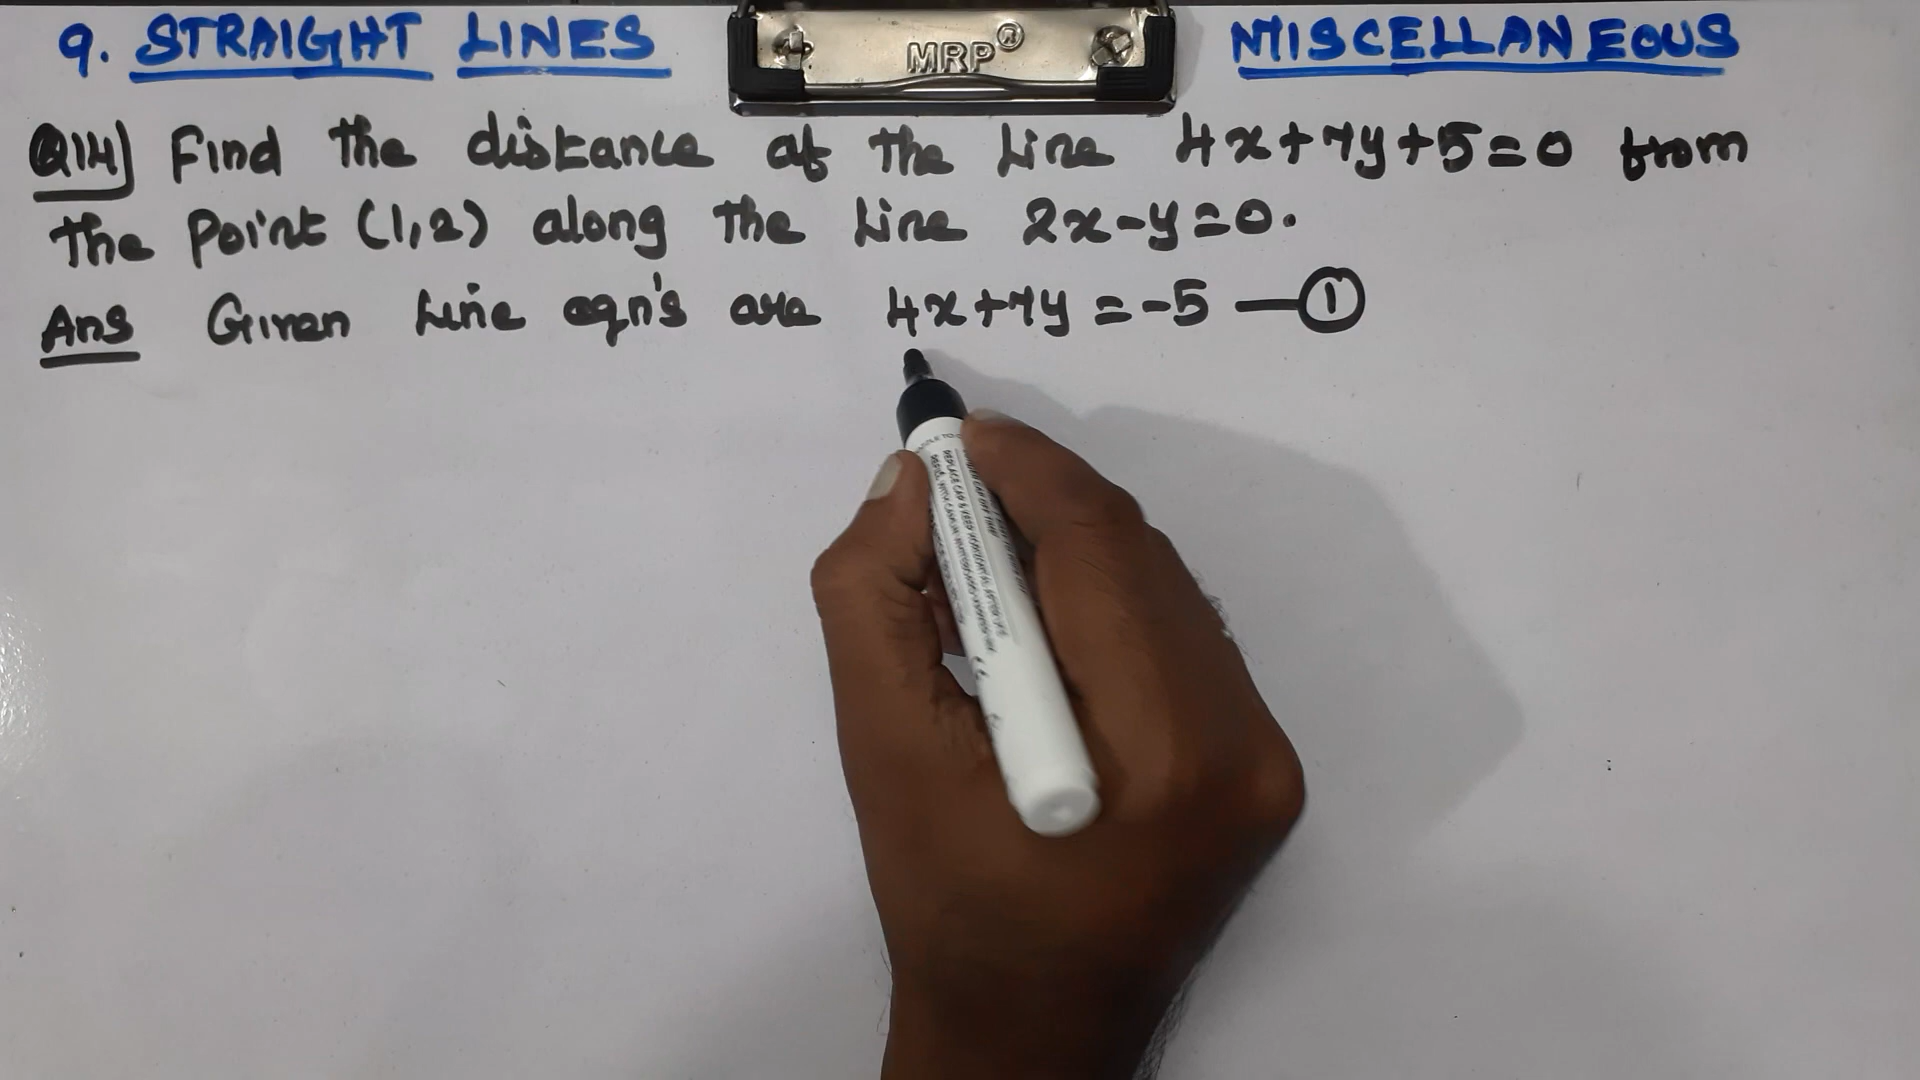 9. STRAIGHT LINES MRP® MISCELLANEOUS
Q14) Find the distance of the line 4x+7y+5=0 from
the point (1,2) along the line 2x-y=0.
Ans Given line eqn's are 4x+7y=-5 —①